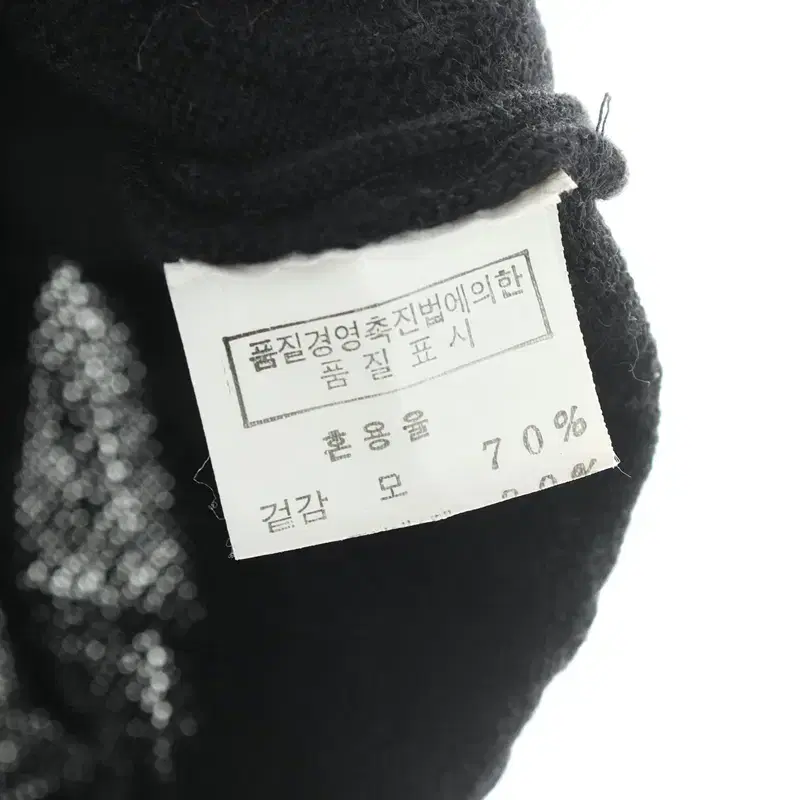 품질경영촉진법에의한
품질표시
혼용율
겉감 모 70%